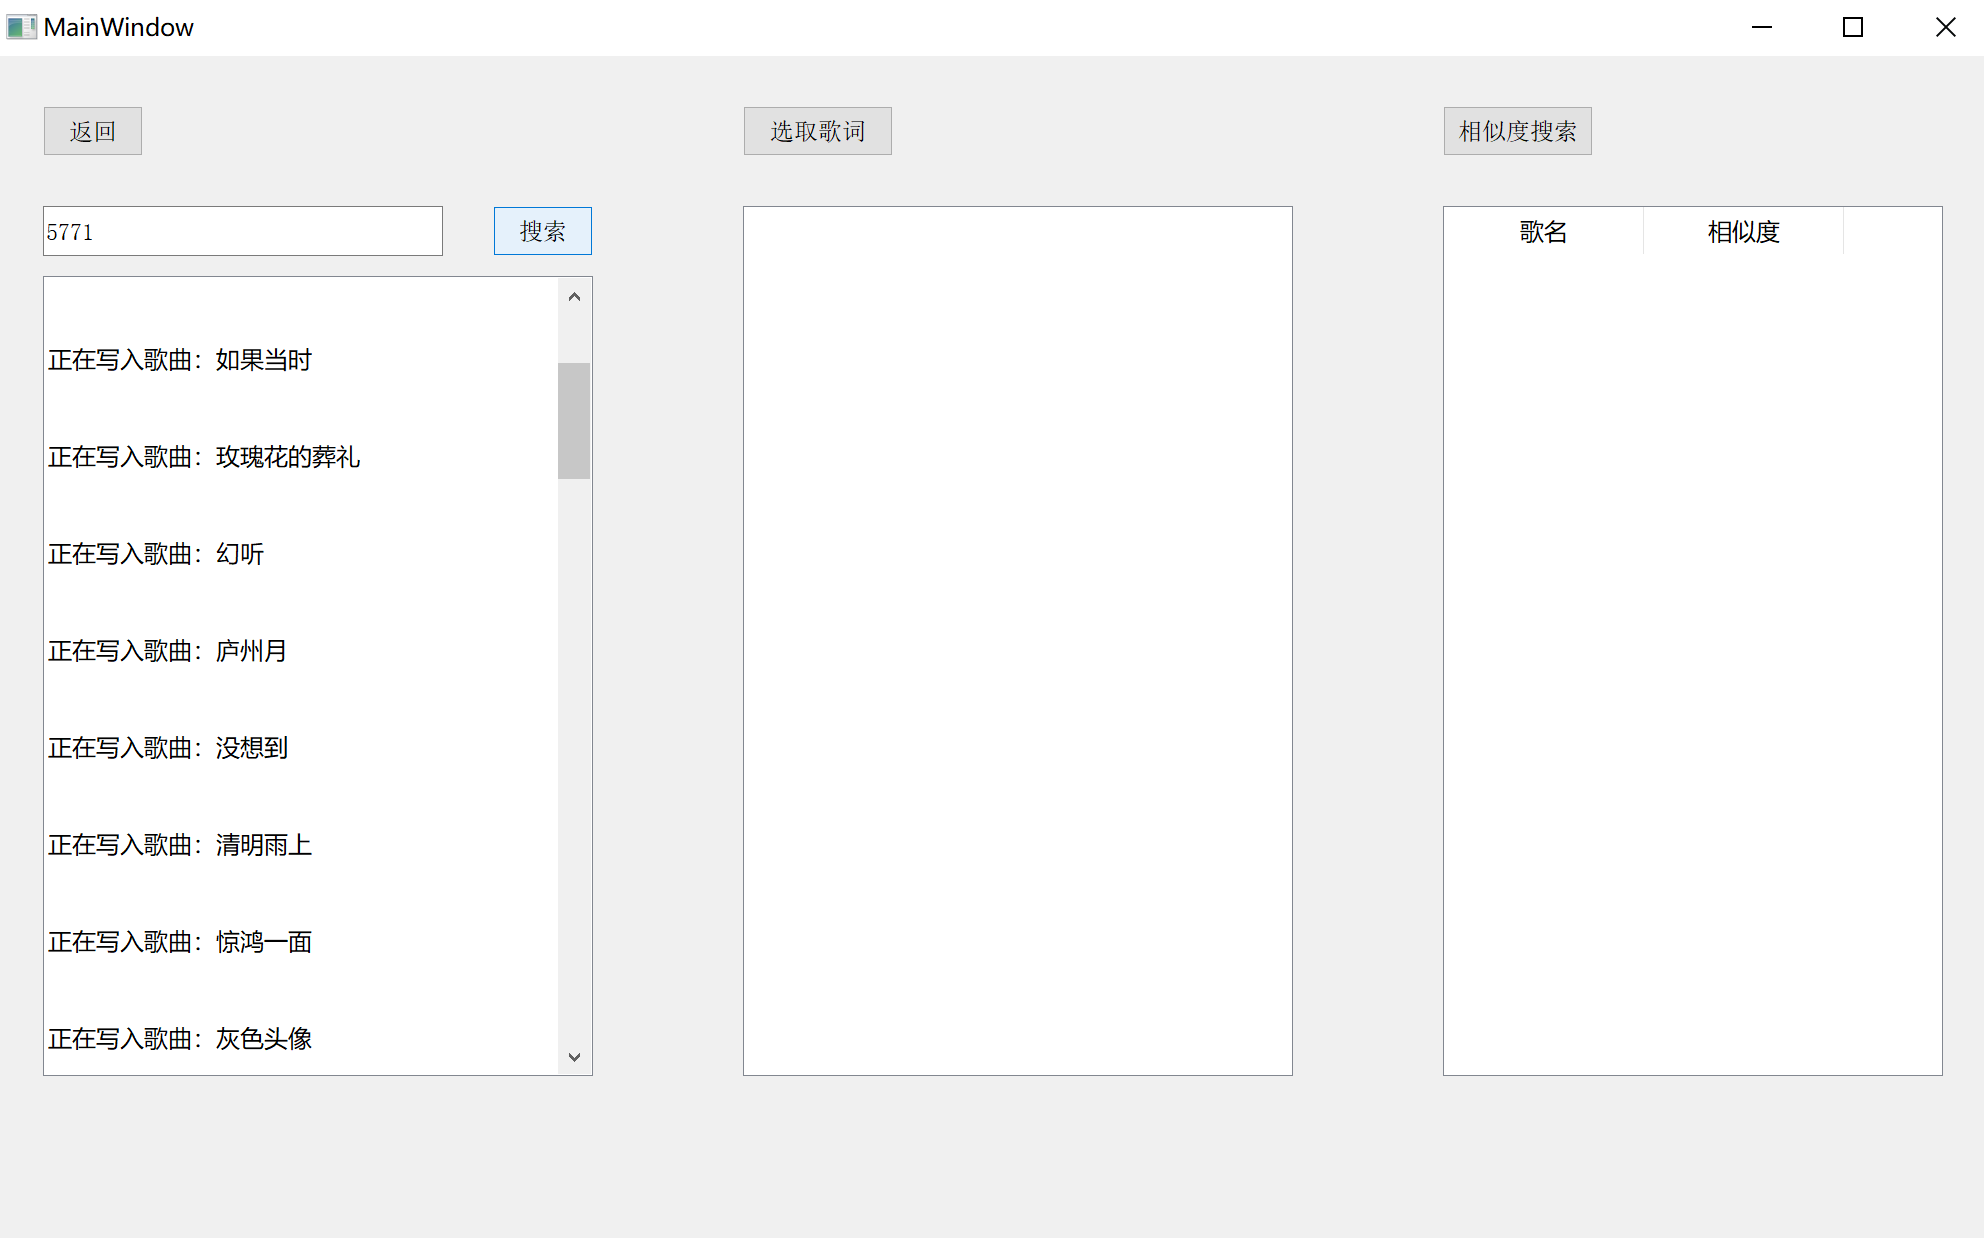 MainWindow
返回
选取歌词
相似度搜索
5771
搜索
歌名
相似度
正在写入歌曲：如果当时
正在写入歌曲：玫瑰花的葬礼
正在写入歌曲：幻听
正在写入歌曲：庐州月
正在写入歌曲：没想到
正在写入歌曲：清明雨上
正在写入歌曲：惊鸿一面
正在写入歌曲：灰色头像